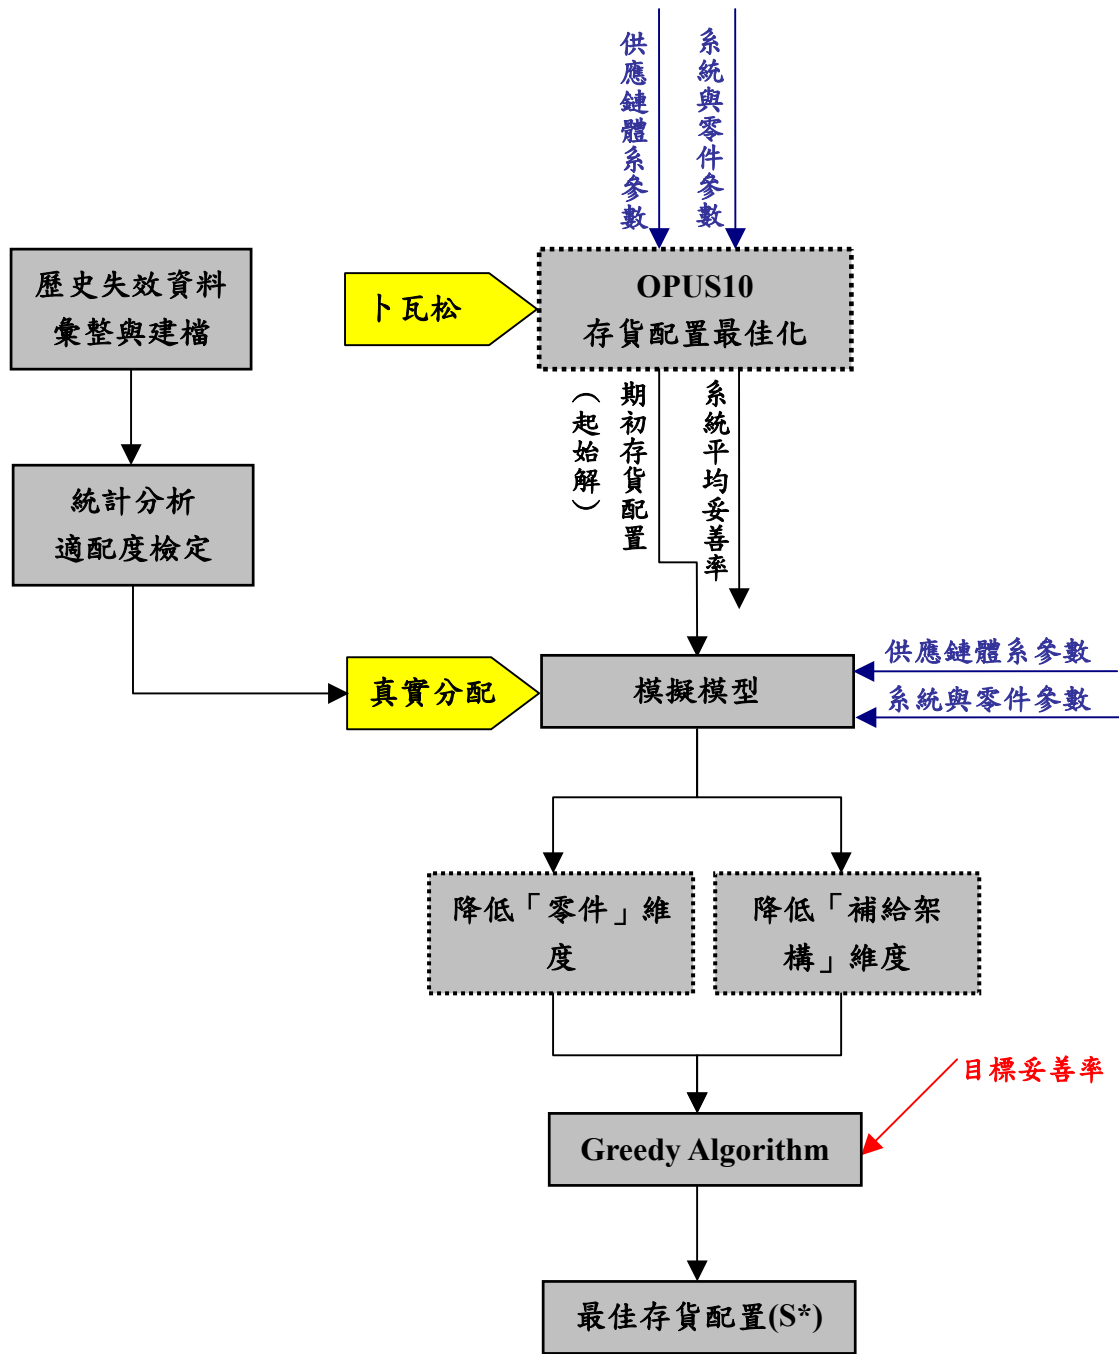 供應鏈體系參數
系統與零件參數
歷史失效資料
彙整與建檔
卜瓦松
OPUS10
存貨配置最佳化
期初存貨配置
（起始解）
系統平均妥善率
統計分析
適配度檢定
真實分配
模擬模型
供應鏈體系參數
系統與零件參數
降低「零件」維
度
降低「補給架
構」維度
目標妥善率
Greedy Algorithm
最佳存貨配置(S*)